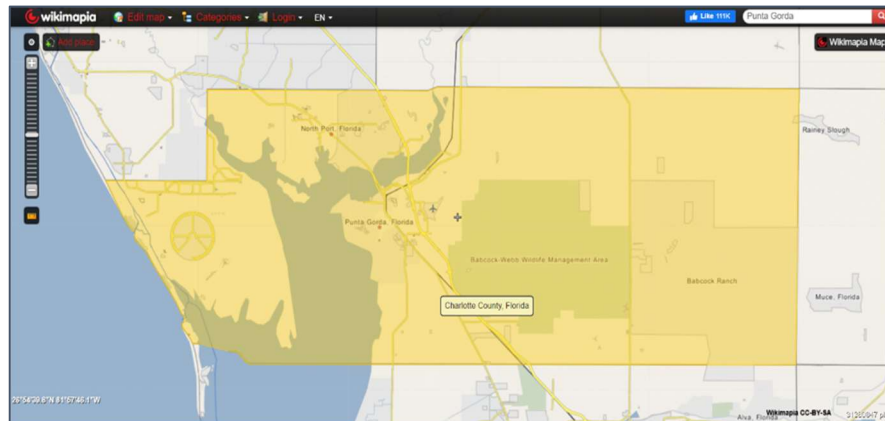 wikimapia Edit map Categories Login EN Like 111K Punta Gorda
Add place Wikimapia Map
North Port, Florida
Rainey Slough
Punta Gorda, Florida
Babcock-Webb Wildlife Management Area
Babcock Ranch
Charlotte County, Florida
Muce, Florida
Alva, Florida
Wikimapia CC-BY-SA